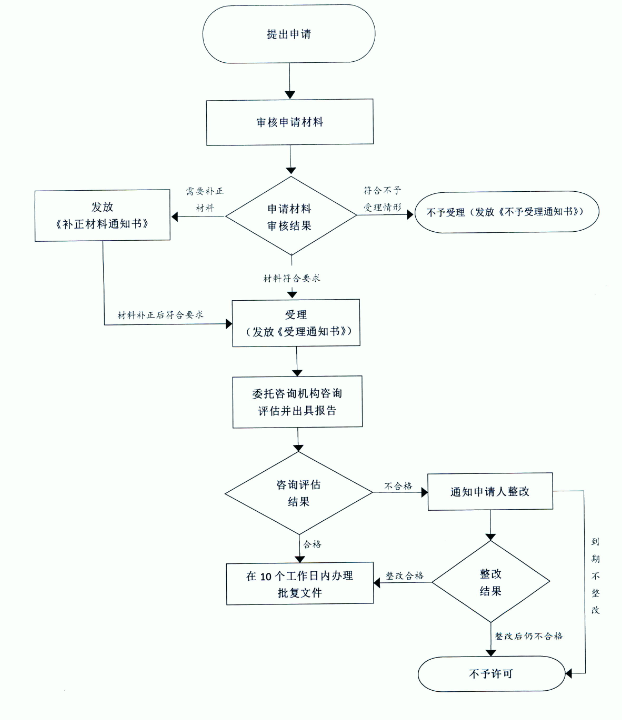 提出申请
审核申请材料
需要补正
材料
符合不予
受理情形
发放
《补正材料通知书》
申请材料
审核结果
不予受理（发放《不予受理通知书》）
材料符合要求
材料补正后符合要求
受理
（发放《受理通知书》）
委托咨询机构咨询
评估并出具报告
咨询评估
结果
不合格
通知申请人整改
合格
到期不整改
在 10 个工作日内办理
批复文件
整改合格
整改
结果
整改后仍不合格
不予许可